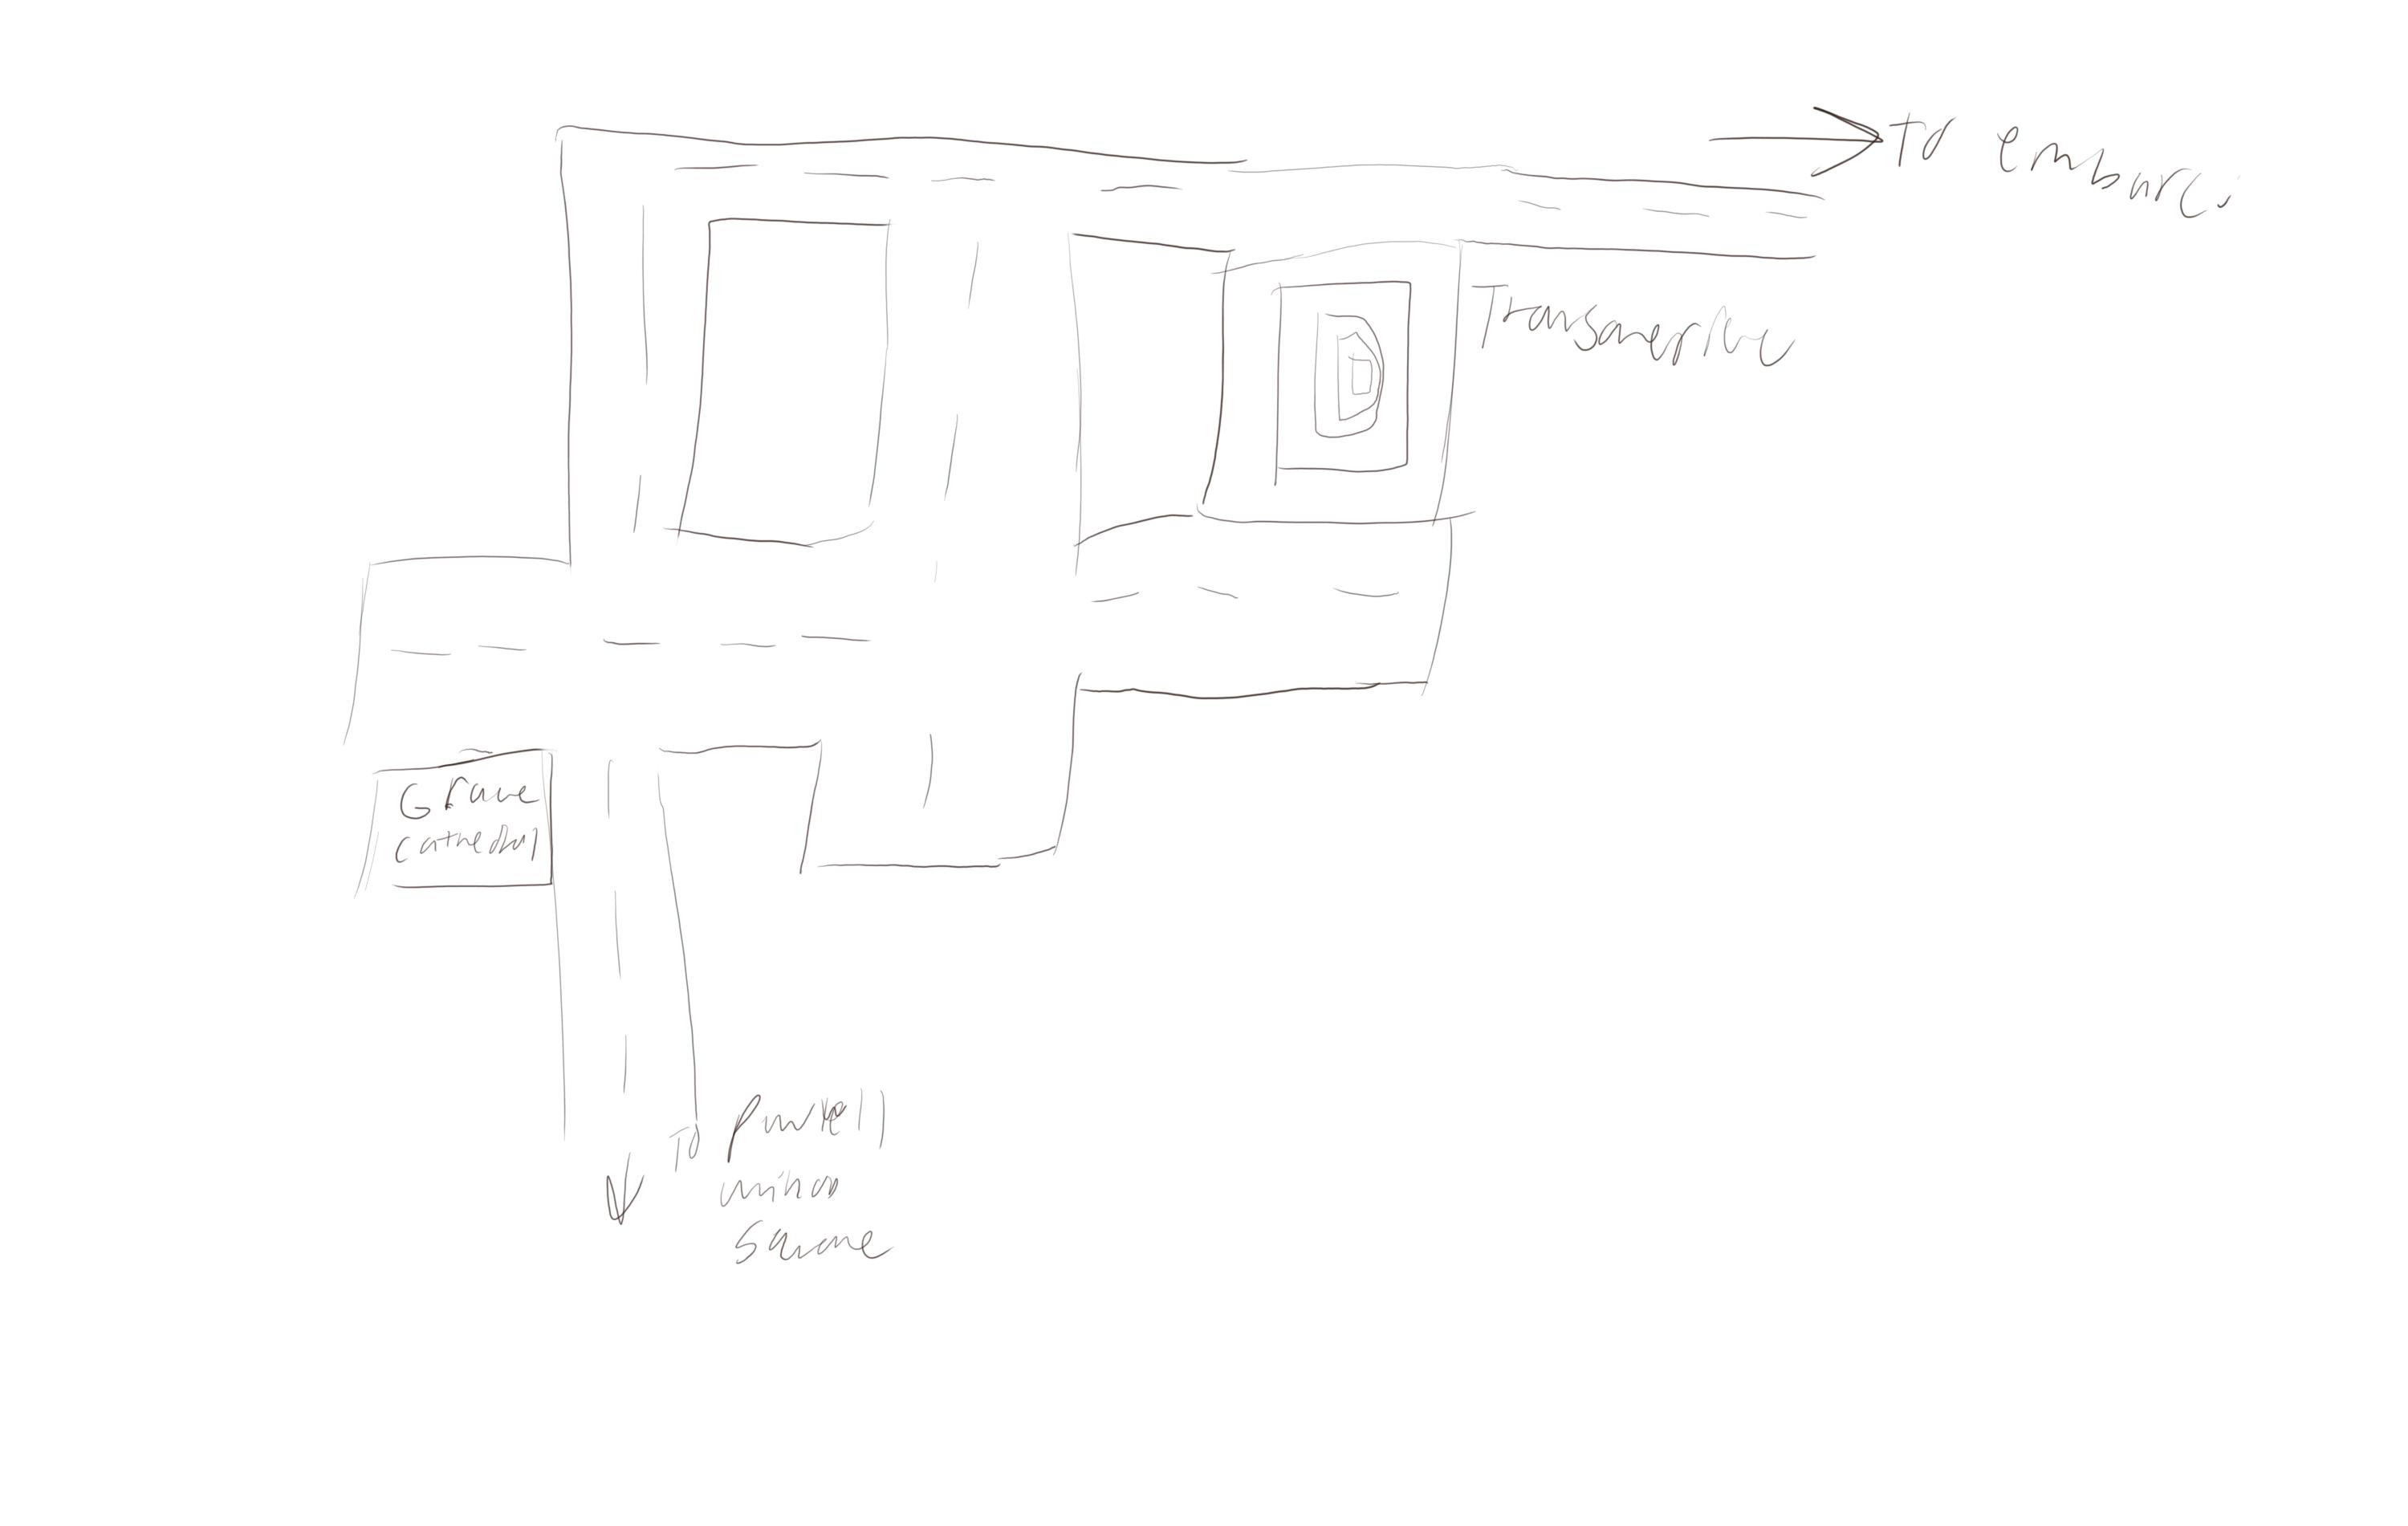 To embarc.
Transamerica
Grace
cathedral
To Powell
union
Square